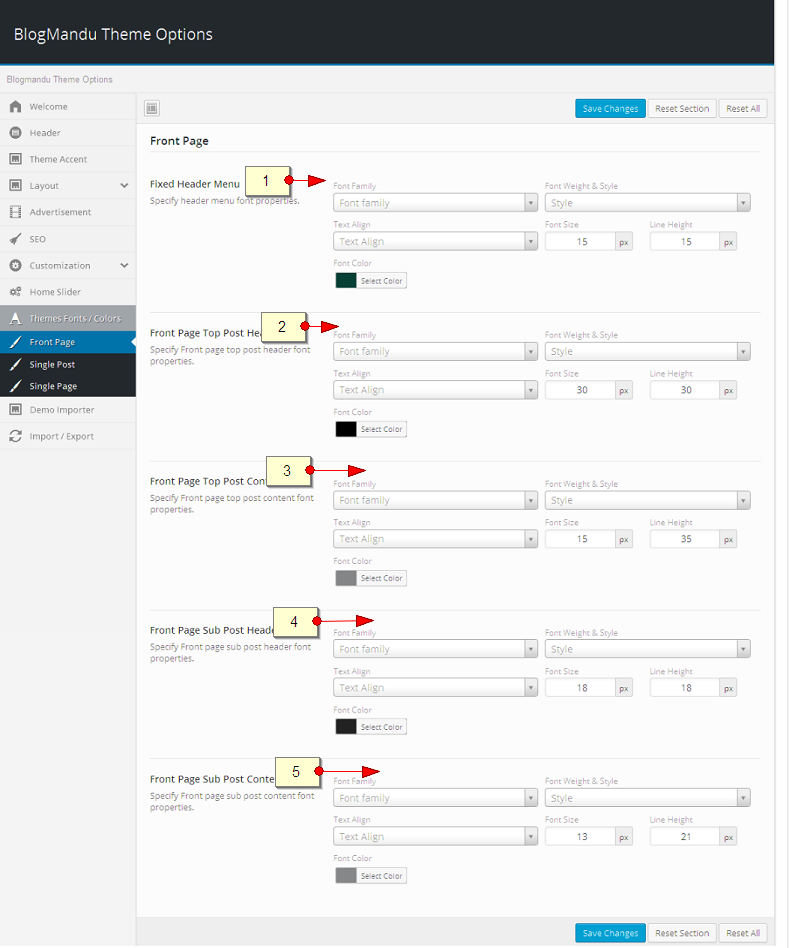 BlogMandu Theme Options
Blogmandu Theme Options
Welcome
Header
Theme Accent
Layout
Advertisement
SEO
Customization
Home Slider
Themes Fonts / Colors
Front Page
Single Post
Single Page
Demo Importer
Import / Export
Save Changes Reset Section Reset All
Front Page
Fixed Header Menu
Specify header menu font properties.
1
Font Family Font Weight & Style
Font family Style
Text Align Font Size Line Height
Text Align 15 px 15 px
Font Color
Select Color
Front Page Top Post Hea
Specify Front page top post header font
properties.
2
Font Family Font Weight & Style
Font family Style
Text Align Font Size Line Height
Text Align 30 px 30 px
Font Color
Select Color
Front Page Top Post Con
Specify Front page top post content font
properties.
3
Font Family Font Weight & Style
Font family Style
Text Align Font Size Line Height
Text Align 15 px 35 px
Font Color
Select Color
Front Page Sub Post Heade
Specify Front page sub post header font
properties.
4
Font Family Font Weight & Style
Font family Style
Text Align Font Size Line Height
Text Align 18 px 18 px
Font Color
Select Color
Front Page Sub Post Conte
Specify Front page sub post content font
properties.
5
Font Family Font Weight & Style
Font family Style
Text Align Font Size Line Height
Text Align 13 px 21 px
Font Color
Select Color
Save Changes Reset Section Reset All